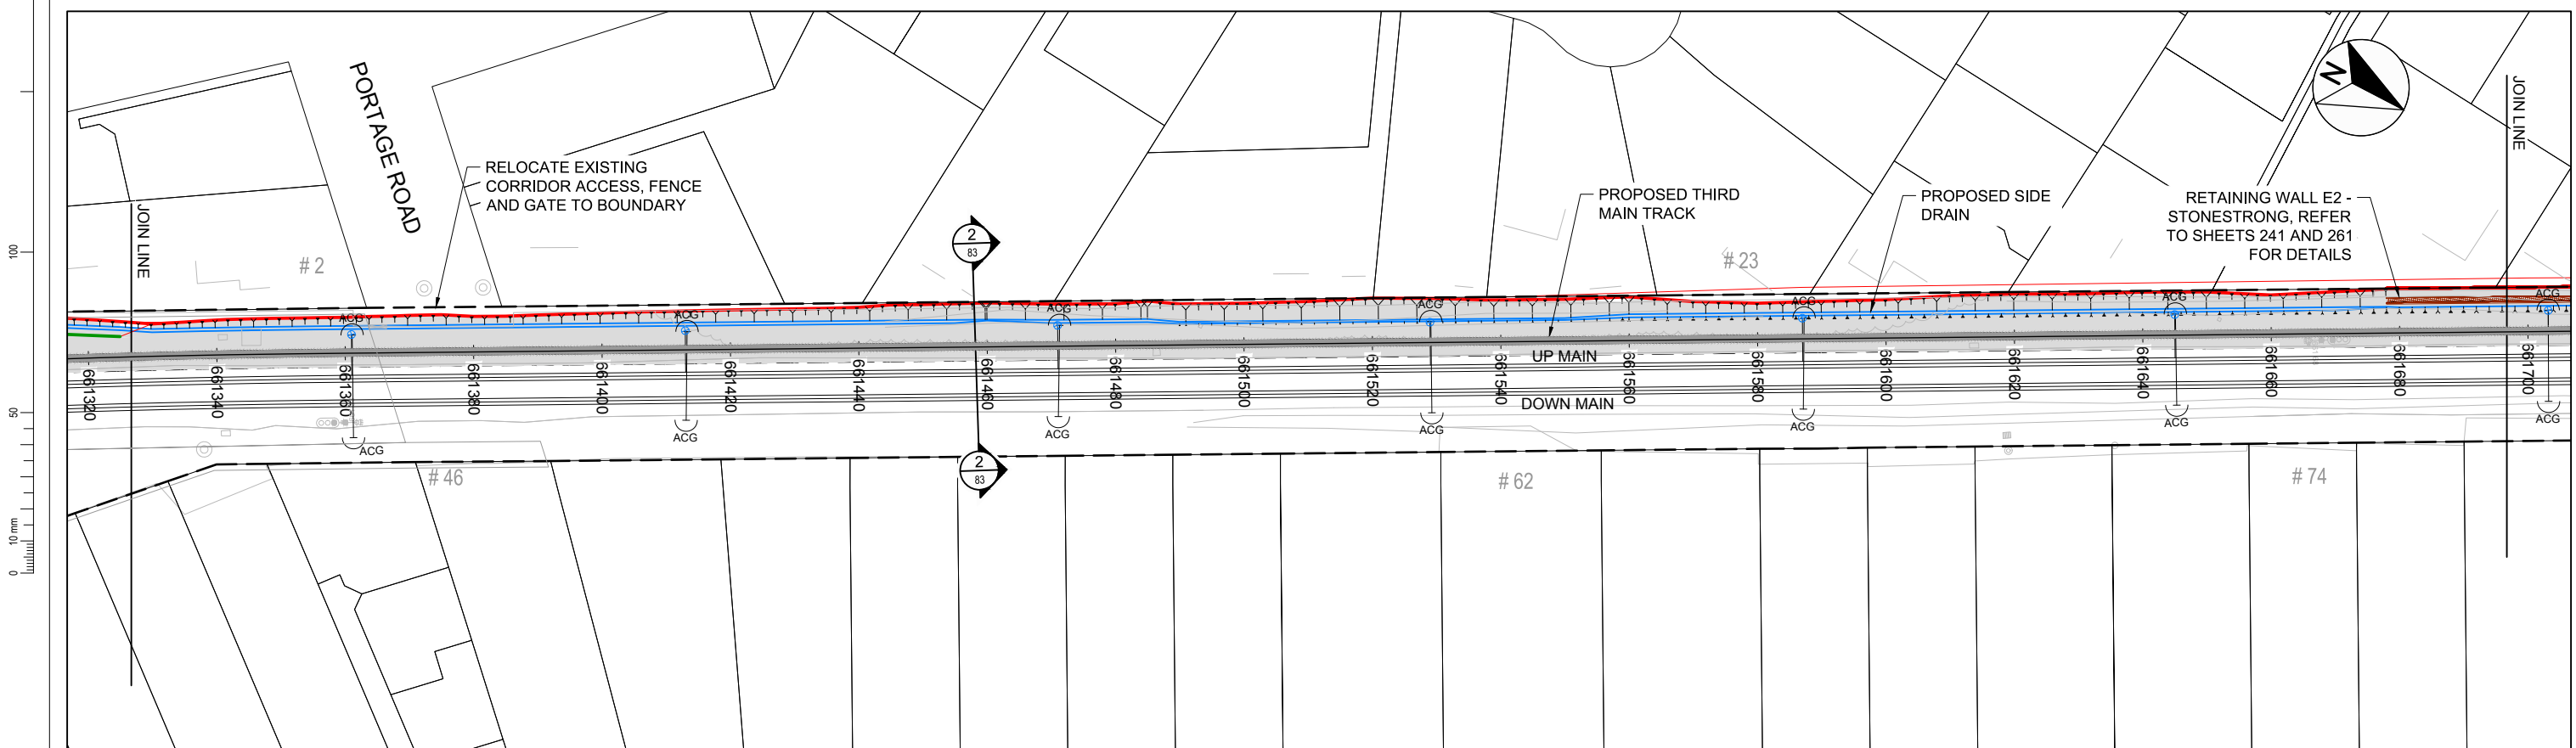 PORTAGE ROAD
RELOCATE EXISTING
CORRIDOR ACCESS, FENCE
AND GATE TO BOUNDARY
JOIN LINE
# 2
2
83
PROPOSED THIRD
MAIN TRACK
# 23
PROPOSED SIDE
DRAIN
RETAINING WALL E2 -
STONESTRONG, REFER
TO SHEETS 241 AND 261
FOR DETAILS
N
JOIN LINE
ACG
ACG
ACG
ACG
ACG
ACG
ACG
UP MAIN
661320
661340
661360
661380
661400
661420
661440
661460
661480
661500
661520
661540
661560
661580
661600
661620
661640
661660
661680
661700
DOWN MAIN
ACG
ACG
ACG
ACG
ACG
ACG
ACG
2
83
# 46
# 62
# 74
100
50
10 mm
0